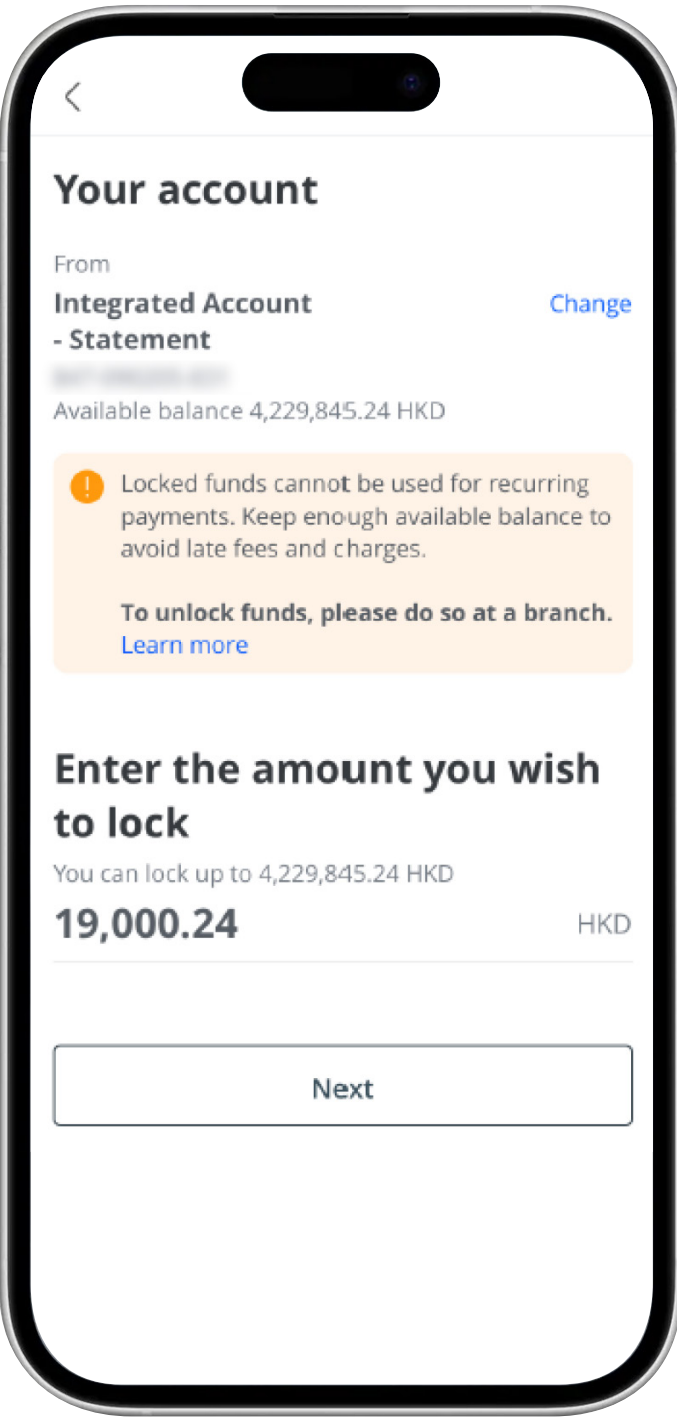 Your account
From
Integrated Account
Change
- Statement
Available balance 4,229,845.24 HKD
Locked funds cannot be used for recurring
payments. Keep enough available balance to
avoid late fees and charges.
To unlock funds, please do so at a branch.
Learn more
Enter the amount you wish
to lock
You can lock up to 4,229,845.24 HKD
19,000.24
HKD
Next